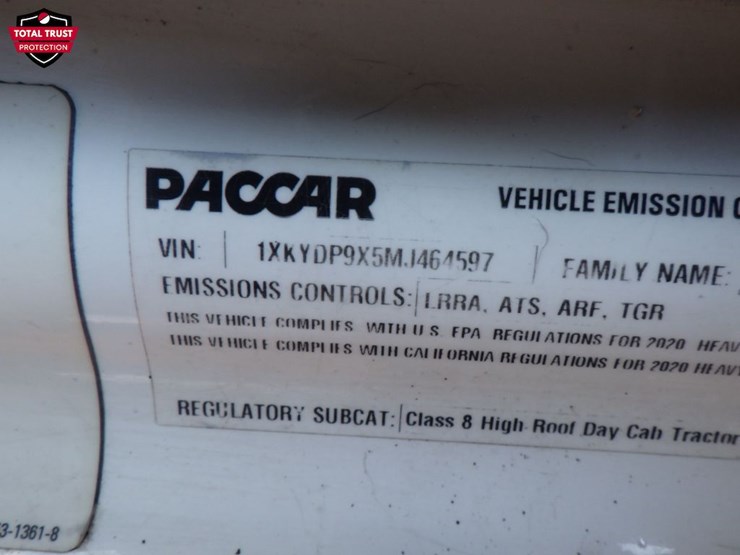 TOTAL TRUST
PROTECTION
PACCAR
VEHICLE EMISSION
VIN: 1XKYDP9X5MJ464597 FAMILY NAME:
EMISSIONS CONTROLS: LRRA, ATS, ARF, TGR
THIS VEHICLE COMPLIES WITH U.S. EPA REGULATIONS FOR 2020 HEAV
THIS VEHICLE COMPLIES WITH CALIFORNIA REGULATIONS FOR 2020 HEAVY
REGULATORY SUBCAT: Class 8 High Roof Day Cab Tractor
3-1361-8